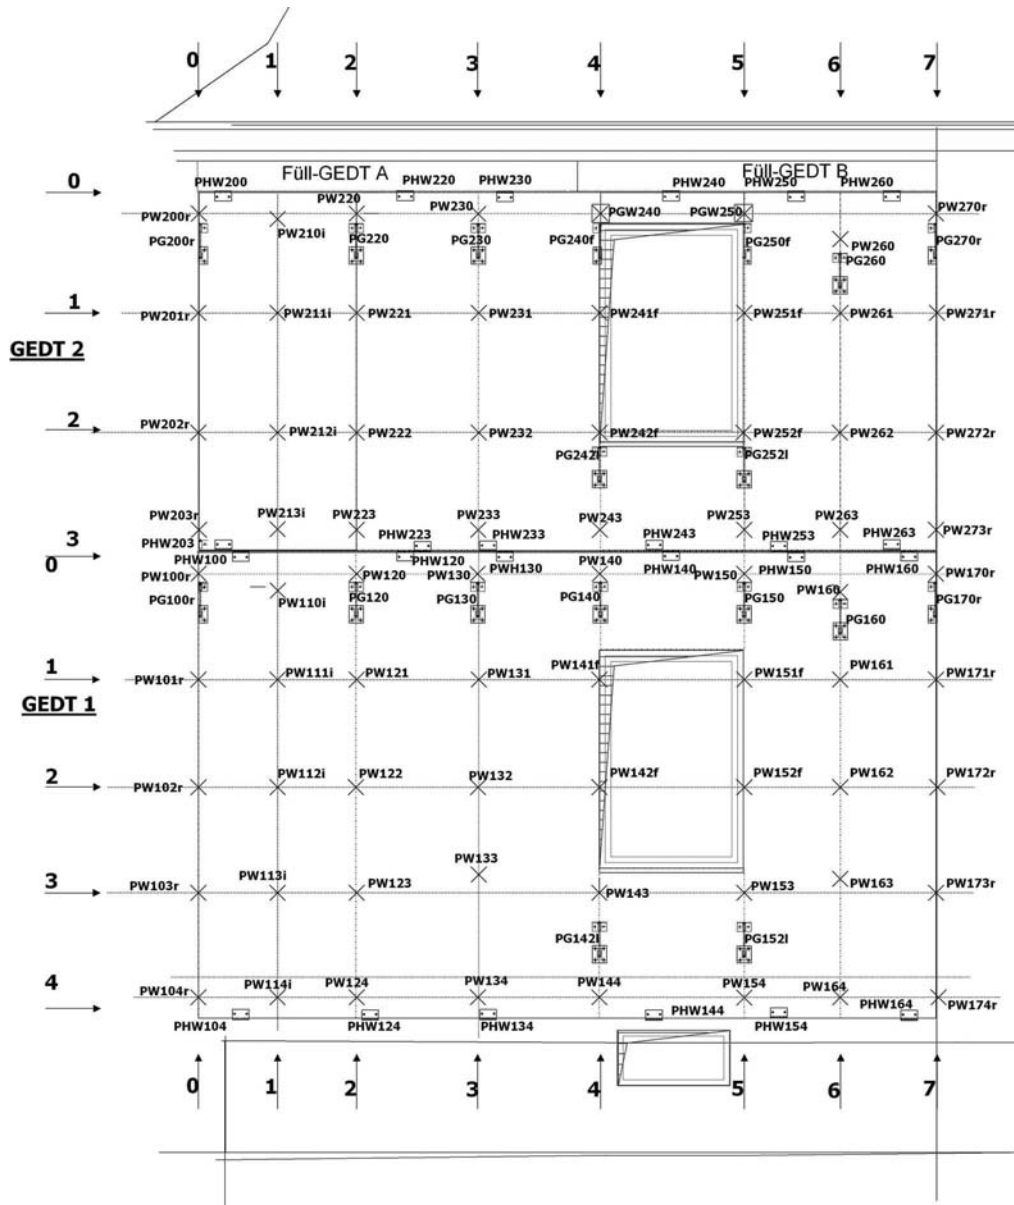 0 1 2 3 4 5 6 7
Füll-GEDT A Füll-GEDT B
0 PHW200 PHW220 PHW230 PHW240 PHW250 PHW260
PW200r PW210i PW220 PW230 PGW240 PGW250 PW260 PW270r
PG200r PG220 PG230 PG240f PG250f PG260 PG270r
1 PW201r PW211i PW221 PW231 PW241f PW251f PW261 PW271r
GEDT 2
2 PW202r PW212i PW222 PW232 PW242f PW252f PW262 PW272r
PG242l PG252l
3 PW203r PW213i PW223 PW233 PW243 PW253 PW263 PW273r
PHW203 PHW223 PHW233 PHW243 PHW253 PHW263
0 PHW100 PHW120 PWH130 PHW140 PHW150 PHW160
PW100r PW110i PW120 PW130 PW140 PW150 PW160 PW170r
PG100r PG120 PG130 PG140 PG150 PG160 PG170r
1 PW101r PW111i PW121 PW131 PW141f PW151f PW161 PW171r
GEDT 1
2 PW102r PW112i PW122 PW132 PW142f PW152f PW162 PW172r
3 PW103r PW113i PW123 PW133 PW143 PW153 PW163 PW173r
PG142l PG152l
4 PW104r PW114i PW124 PW134 PW144 PW154 PW164 PW174r
PHW104 PHW124 PHW134 PHW144 PHW154 PHW164
0 1 2 3 4 5 6 7